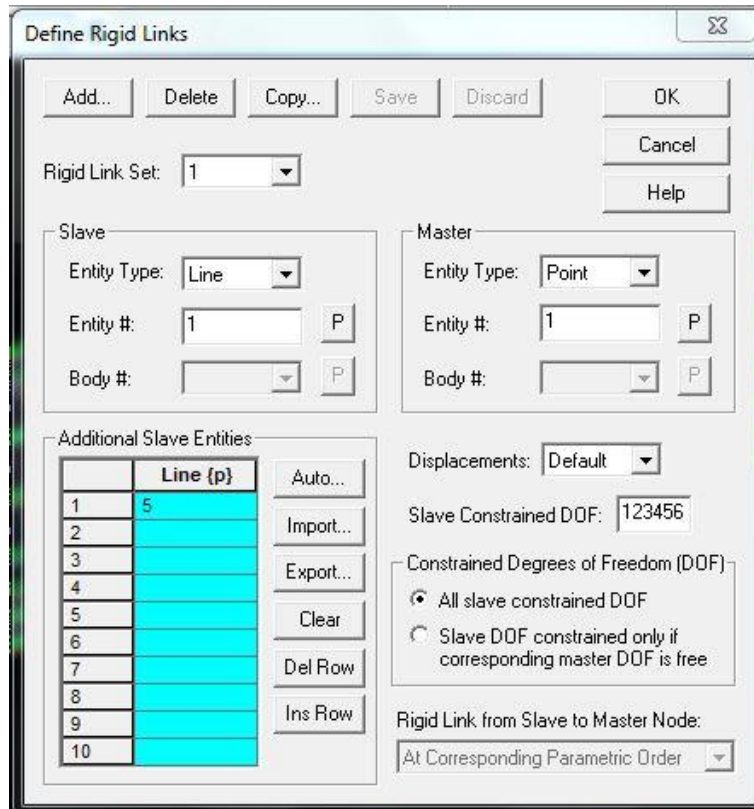 Define Rigid Links
Add... Delete Copy... Save Discard OK
Cancel
Rigid Link Set: 1
Help
Slave
Entity Type: Line
Entity #: 1 P
Body #: P
Master
Entity Type: Point
Entity #: 1 P
Body #: P
Additional Slave Entities
Line {p}
1 5
2
3
4
5
6
7
8
9
10
Auto...
Import...
Export...
Clear
Del Row
Ins Row
Displacements: Default
Slave Constrained DOF: 123456
Constrained Degrees of Freedom (DOF)
All slave constrained DOF
Slave DOF constrained only if
corresponding master DOF is free
Rigid Link from Slave to Master Node:
At Corresponding Parametric Order